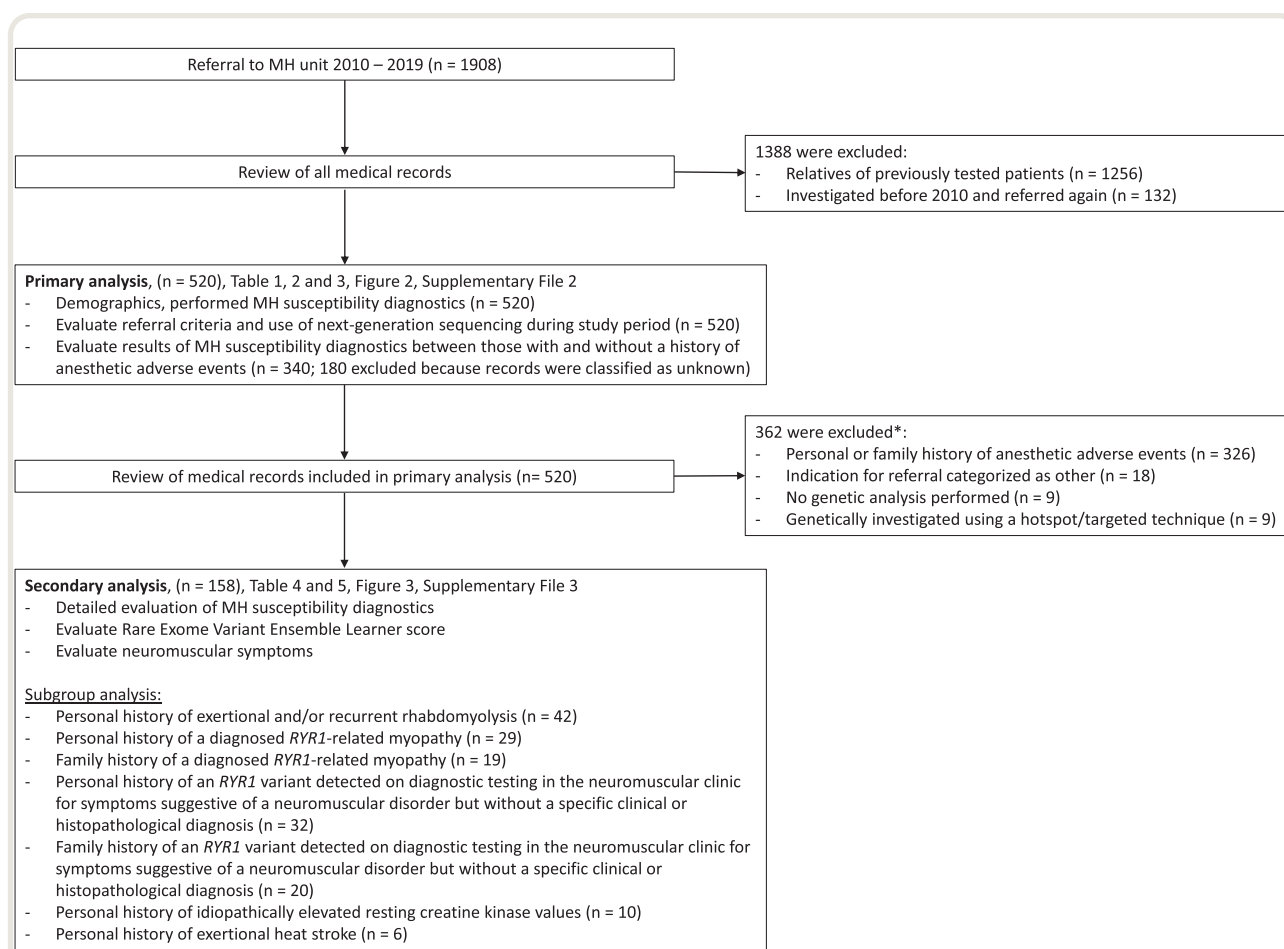 Referral to MH unit 2010 – 2019 (n = 1908)
Review of all medical records
1388 were excluded:
- Relatives of previously tested patients (n = 1256)
- Investigated before 2010 and referred again (n = 132)
Primary analysis, (n = 520), Table 1, 2 and 3, Figure 2, Supplementary File 2
- Demographics, performed MH susceptibility diagnostics (n = 520)
- Evaluate referral criteria and use of next-generation sequencing during study period (n = 520)
- Evaluate results of MH susceptibility diagnostics between those with and without a history of
anesthetic adverse events (n = 340; 180 excluded because records were classified as unknown)
Review of medical records included in primary analysis (n= 520)
362 were excluded*:
- Personal or family history of anesthetic adverse events (n = 326)
- Indication for referral categorized as other (n = 18)
- No genetic analysis performed (n = 9)
- Genetically investigated using a hotspot/targeted technique (n = 9)
Secondary analysis, (n = 158), Table 4 and 5, Figure 3, Supplementary File 3
- Detailed evaluation of MH susceptibility diagnostics
- Evaluate Rare Exome Variant Ensemble Learner score
- Evaluate neuromuscular symptoms
Subgroup analysis:
- Personal history of exertional and/or recurrent rhabdomyolysis (n = 42)
- Personal history of a diagnosed RYR1-related myopathy (n = 29)
- Family history of a diagnosed RYR1-related myopathy (n = 19)
- Personal history of an RYR1 variant detected on diagnostic testing in the neuromuscular clinic
for symptoms suggestive of a neuromuscular disorder but without a specific clinical or
histopathological diagnosis (n = 32)
- Family history of an RYR1 variant detected on diagnostic testing in the neuromuscular clinic for
symptoms suggestive of a neuromuscular disorder but without a specific clinical or
histopathological diagnosis (n = 20)
- Personal history of idiopathically elevated resting creatine kinase values (n = 10)
- Personal history of exertional heat stroke (n = 6)